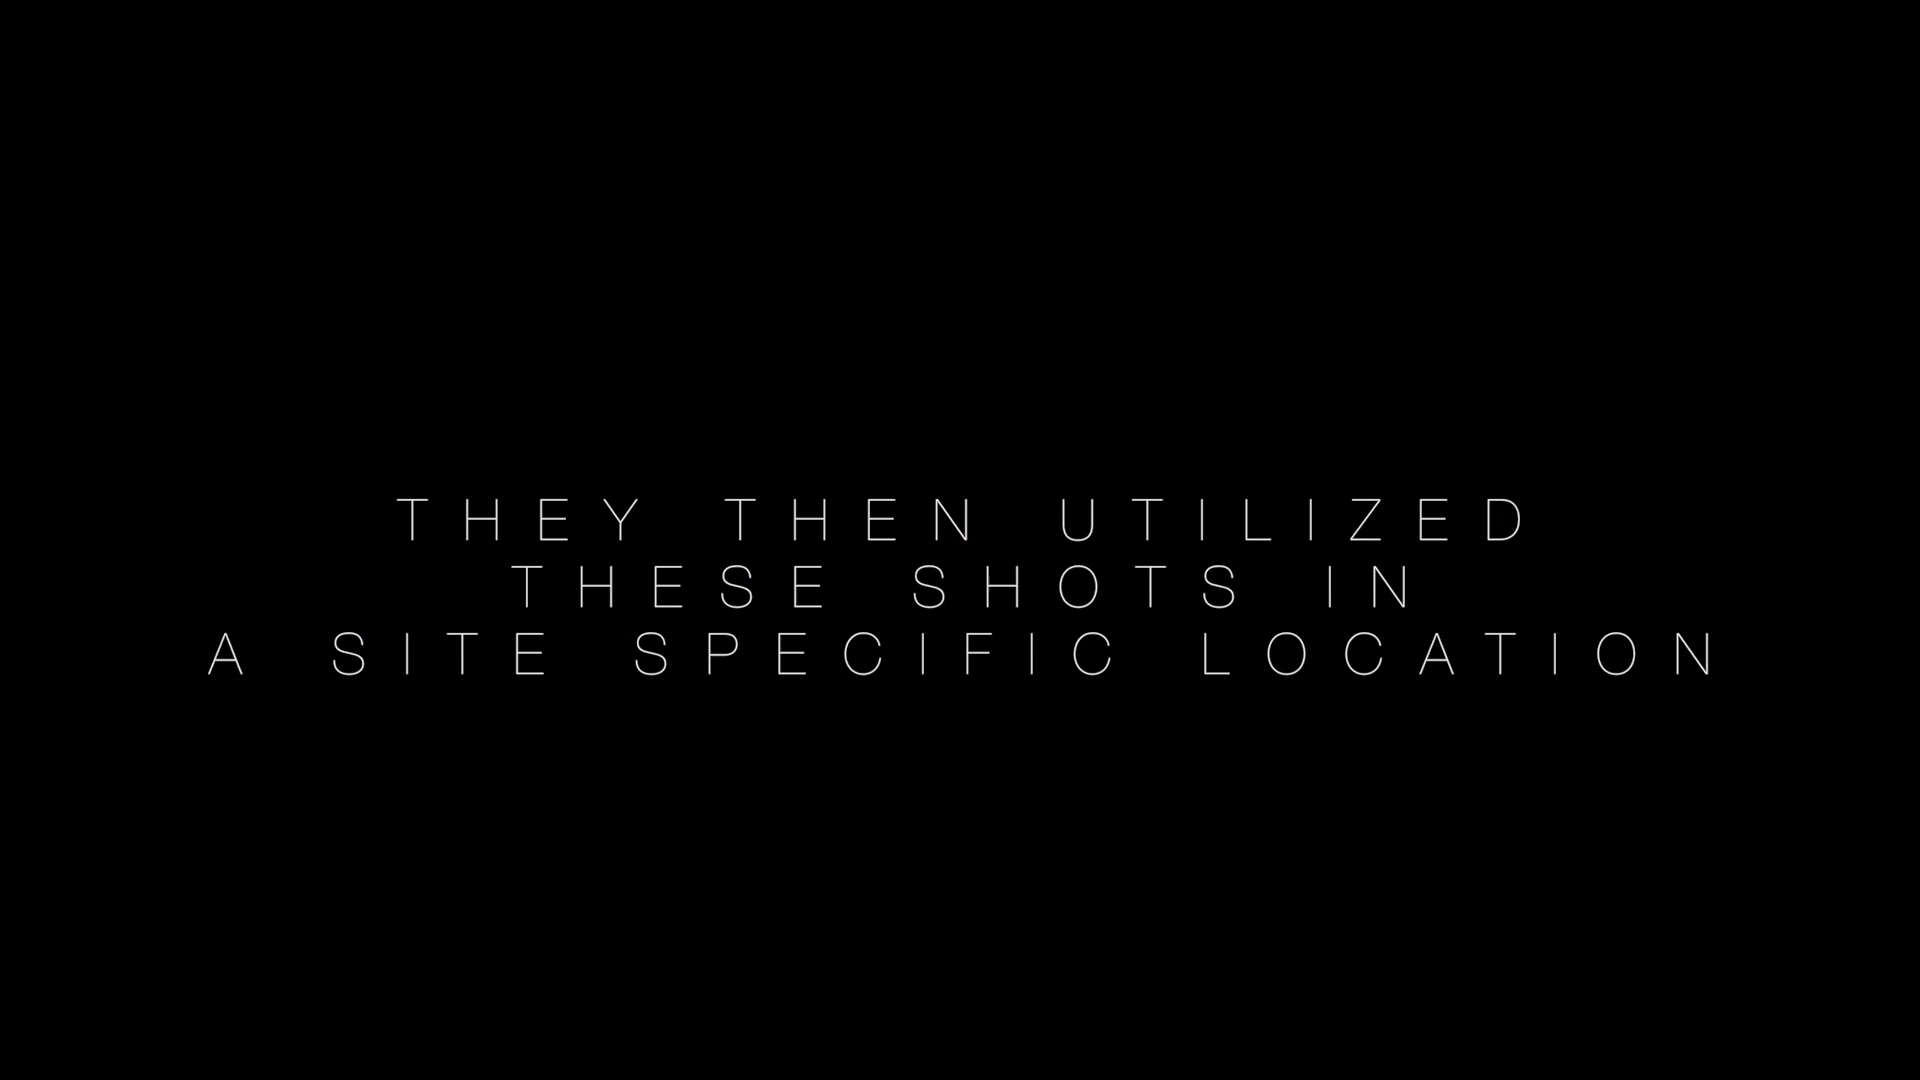 THEY THEN UTILIZED
THESE SHOTS IN
A SITE SPECIFIC LOCATION